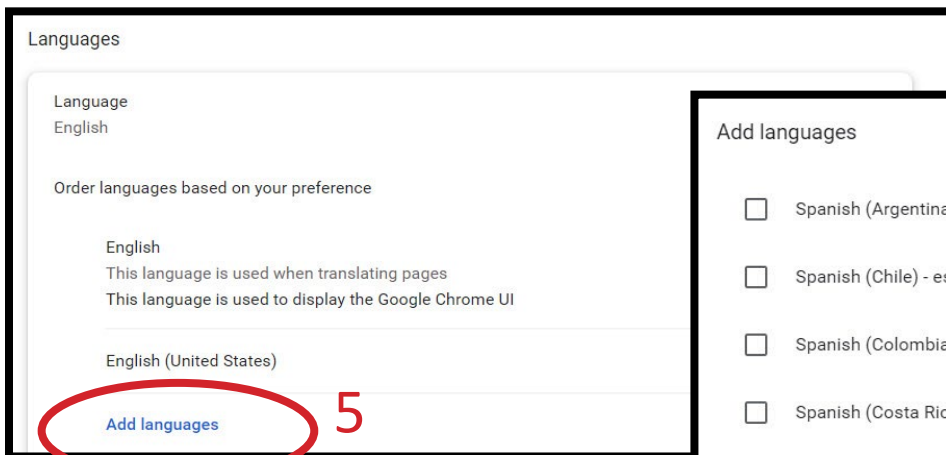 Languages
Language
English
Order languages based on your preference
English
This language is used when translating pages
This language is used to display the Google Chrome UI
English (United States)
Add languages
5
Add languages
Spanish (Argentina
Spanish (Chile) - es
Spanish (Colombia
Spanish (Costa Ric